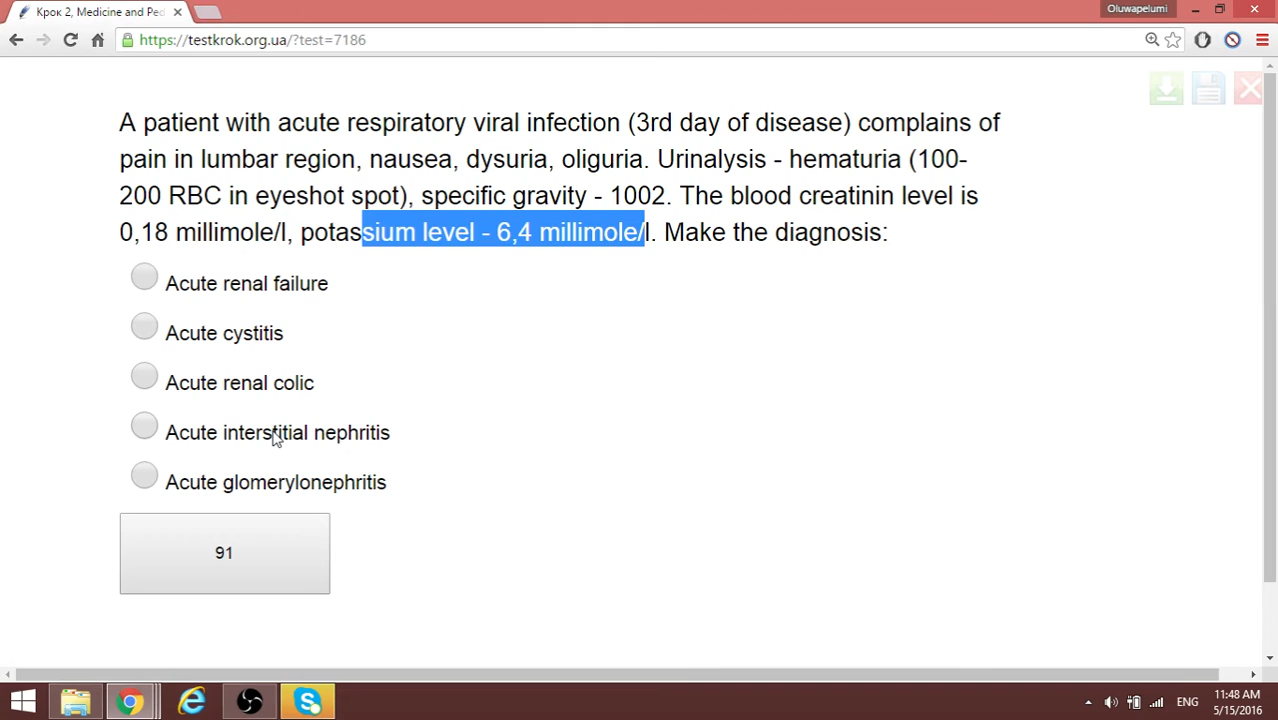 Oluwapelumi
Крок 2, Medicine and Ped
https://testkrok.org.ua/?test=7186
A patient with acute respiratory viral infection (3rd day of disease) complains of
pain in lumbar region, nausea, dysuria, oliguria. Urinalysis - hematuria (100-
200 RBC in eyeshot spot), specific gravity - 1002. The blood creatinin level is
0,18 millimole/l, potassium level - 6,4 millimole/l. Make the diagnosis:
Acute renal failure
Acute cystitis
Acute renal colic
Acute interstitial nephritis
Acute glomerylonephritis
91
11:48 AM
ENG
5/15/2016